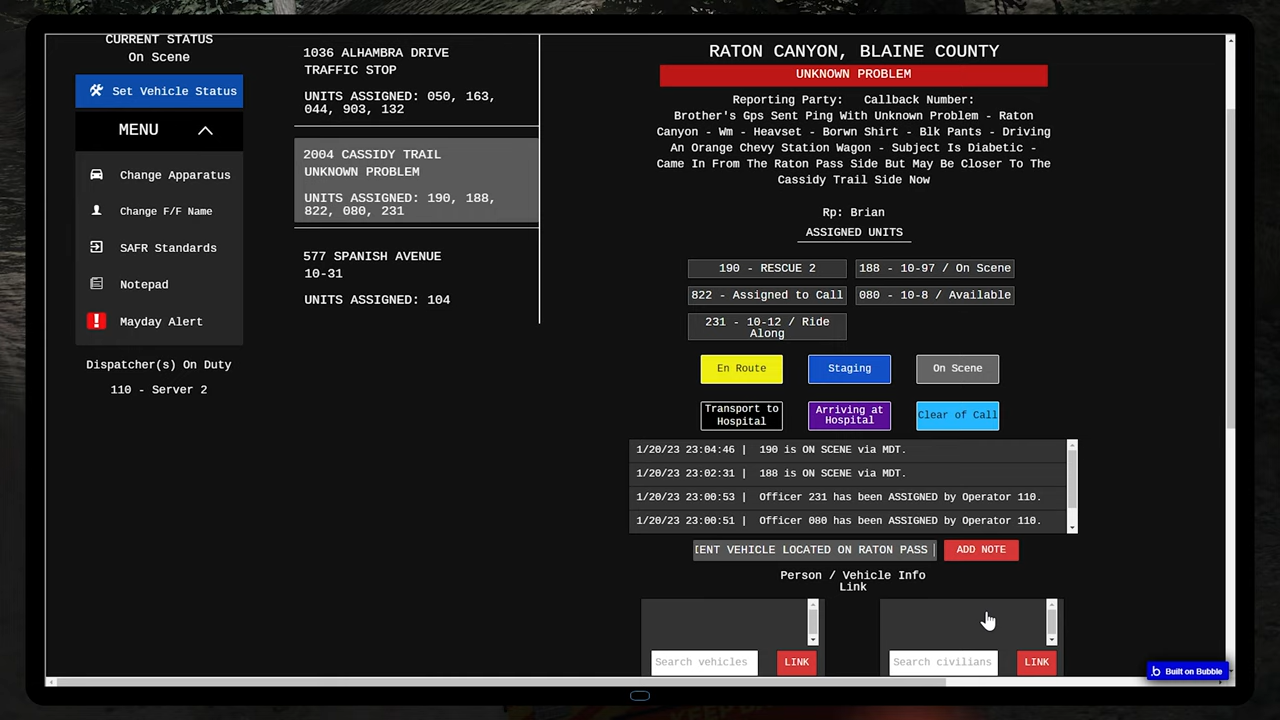 CURRENT STATUS
On Scene
Set Vehicle Status
MENU
Change Apparatus
Change F/F Name
SAFR Standards
Notepad
Mayday Alert
Dispatcher(s) On Duty
110 - Server 2
1036 ALHAMBRA DRIVE
TRAFFIC STOP
UNITS ASSIGNED: 050, 163,
044, 903, 132
2004 CASSIDY TRAIL
UNKNOWN PROBLEM
UNITS ASSIGNED: 190, 188,
822, 080, 231
577 SPANISH AVENUE
10-31
UNITS ASSIGNED: 104
RATON CANYON, BLAINE COUNTY
UNKNOWN PROBLEM
Reporting Party: Callback Number:
Brother's Gps Sent Ping With Unknown Problem - Raton
Canyon - Wm - Heavset - Borwn Shirt - Blk Pants - Driving
An Orange Chevy Station Wagon - Subject Is Diabetic -
Came In From The Raton Pass Side But May Be Closer To The
Cassidy Trail Side Now
Rp: Brian
ASSIGNED UNITS
190 - RESCUE 2
188 - 10-97 / On Scene
822 - Assigned to Call
080 - 10-8 / Available
231 - 10-12 / Ride
Along
En Route
Staging
On Scene
Transport to
Hospital
Arriving at
Hospital
Clear of Call
1/20/23 23:04:46 | 190 is ON SCENE via MDT.
1/20/23 23:02:31 | 188 is ON SCENE via MDT.
1/20/23 23:00:53 | Officer 231 has been ASSIGNED by Operator 110.
1/20/23 23:00:51 | Officer 080 has been ASSIGNED by Operator 110.
ENT VEHICLE LOCATED ON RATON PASS
ADD NOTE
Person / Vehicle Info
Link
Search vehicles
LINK
Search civilians
LINK
Built on Bubble